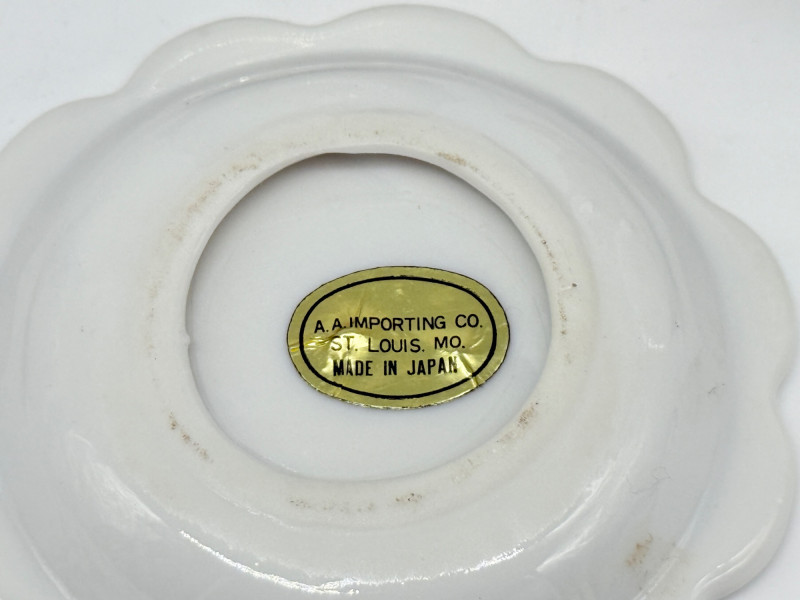 A.A. IMPORTING CO.
ST. LOUIS. MO.
MADE IN JAPAN